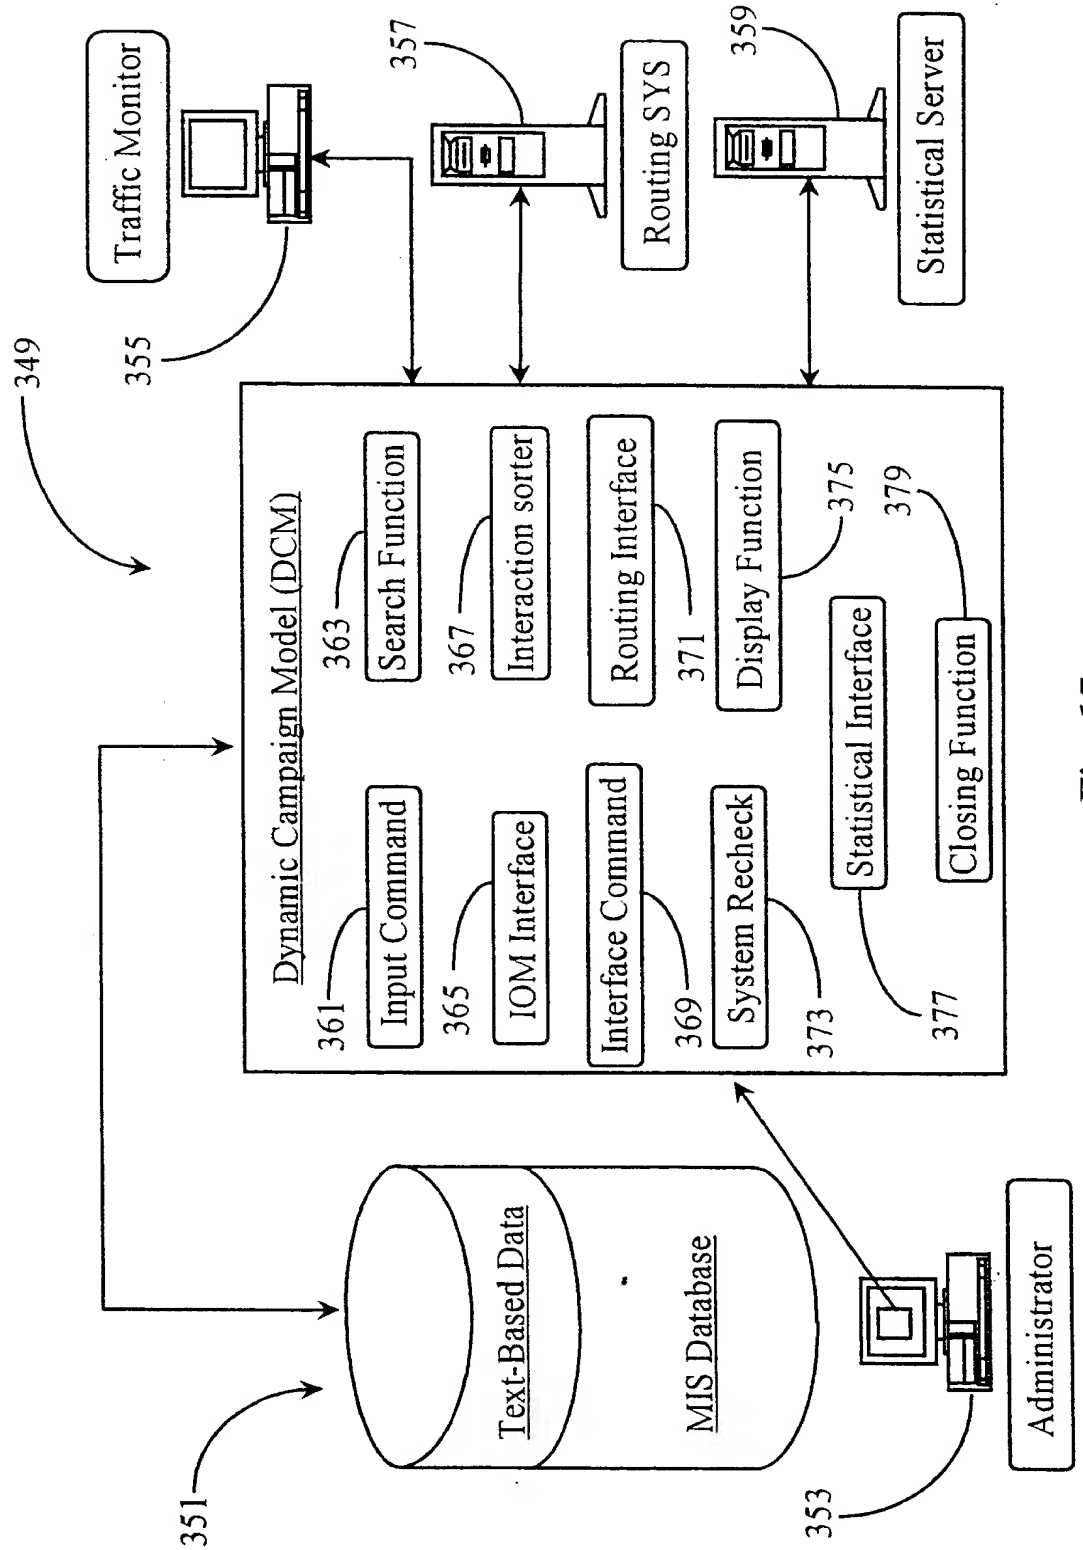 349
351
Text-Based Data
MIS Database
Dynamic Campaign Model (DCM)
361
Input Command
363
Search Function
365
IOM Interface
367
Interaction sorter
Interface Command
369
Routing Interface
371
System Recheck
373
Display Function
375
Statistical Interface
377
Closing Function
379
Traffic Monitor
355
357
Routing SYS
359
Statistical Server
353
Administrator